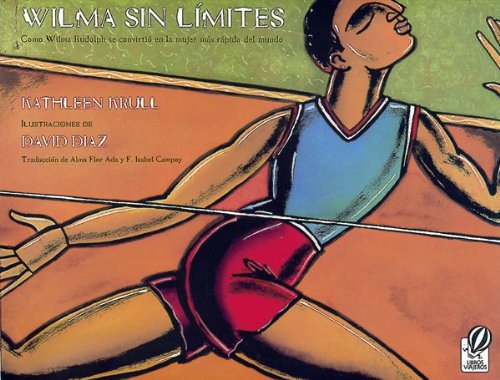 WILMA SIN LÍMITES
Como Wilma Rudolph se convirtió en la mujer más rápida del mundo
KATHLEEN KRULL
ILUSTRACIONES DE
DAVID DIAZ
Traducción de Alma Flor Ada y F. Isabel Campoy
LIBROS
VIAJEROS